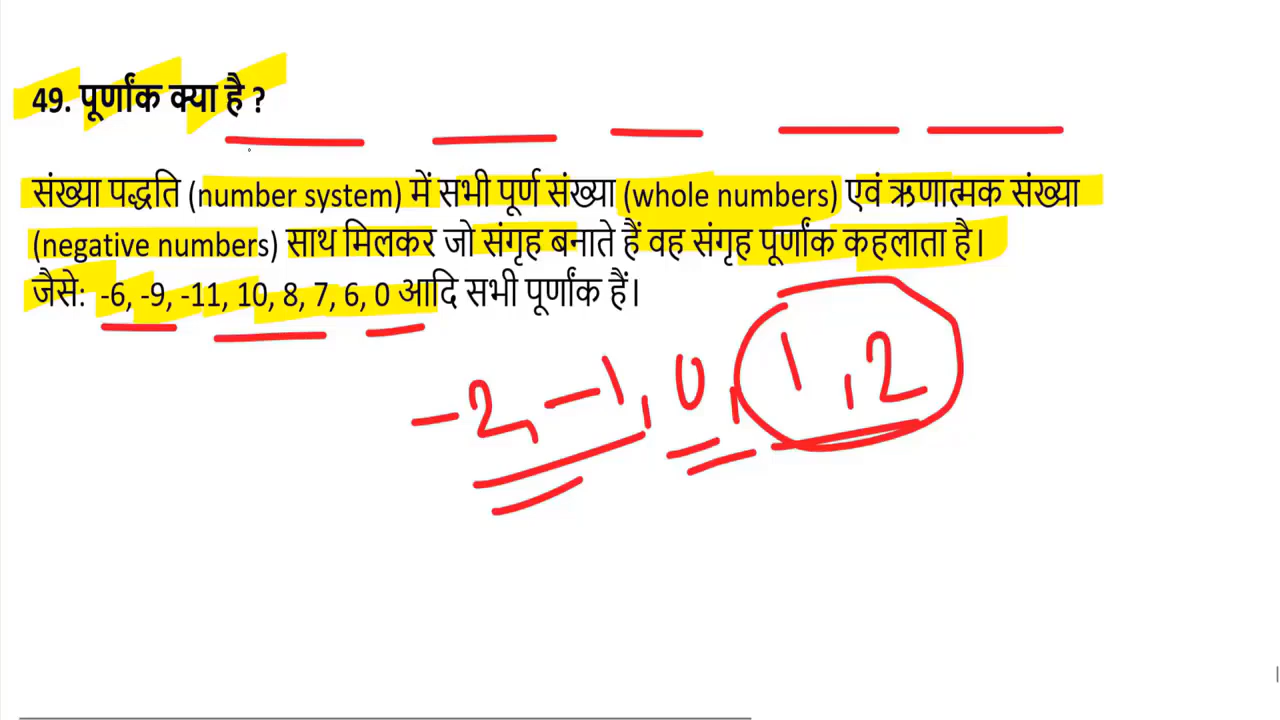 49. पूर्णांक क्या है ?
संख्या पद्धति (number system) में सभी पूर्ण संख्या (whole numbers) एवं ऋणात्मक संख्या
(negative numbers) साथ मिलकर जो संगृह बनाते हैं वह संगृह पूर्णांक कहलाता है।
जैसे: -6, -9, -11, 10, 8, 7, 6, 0 आदि सभी पूर्णांक हैं।
-2, -1, 0, 1, 2